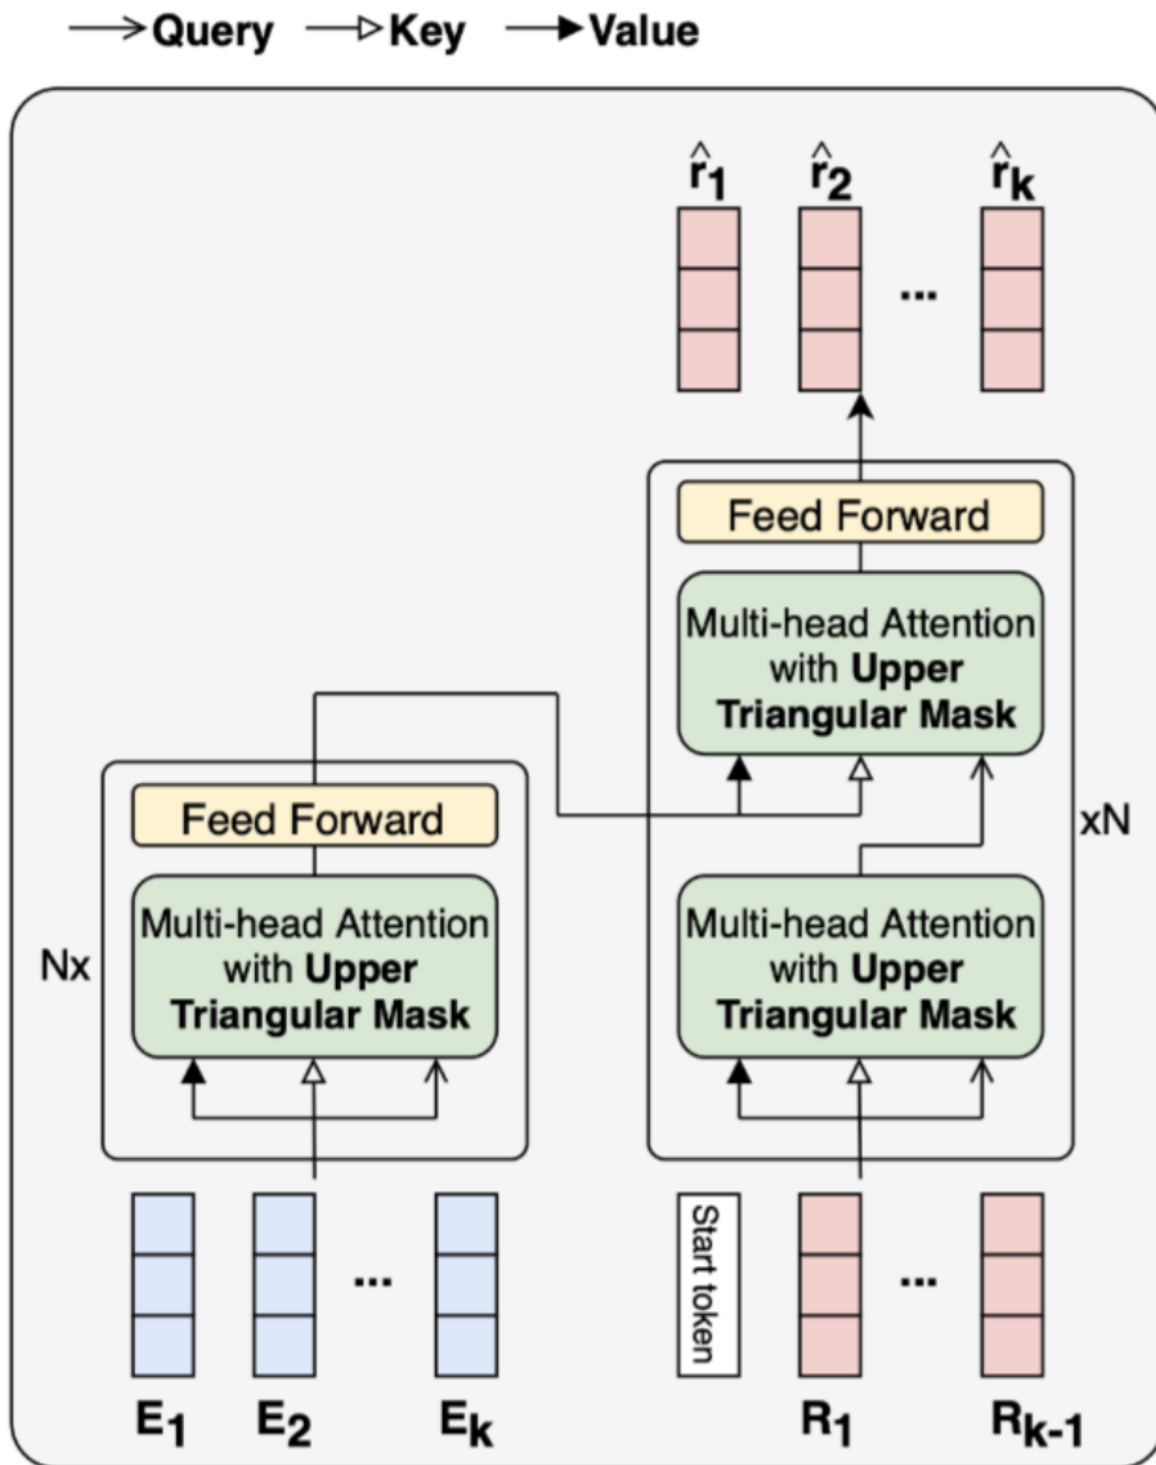 Query Key Value
r̂1 r̂2 ... r̂k
Feed Forward
Multi-head Attention
with Upper
Triangular Mask
Feed Forward
xN
Multi-head Attention
with Upper
Triangular Mask
Nx
Multi-head Attention
with Upper
Triangular Mask
... Start token ...
E1 E2 Ek R1 Rk-1